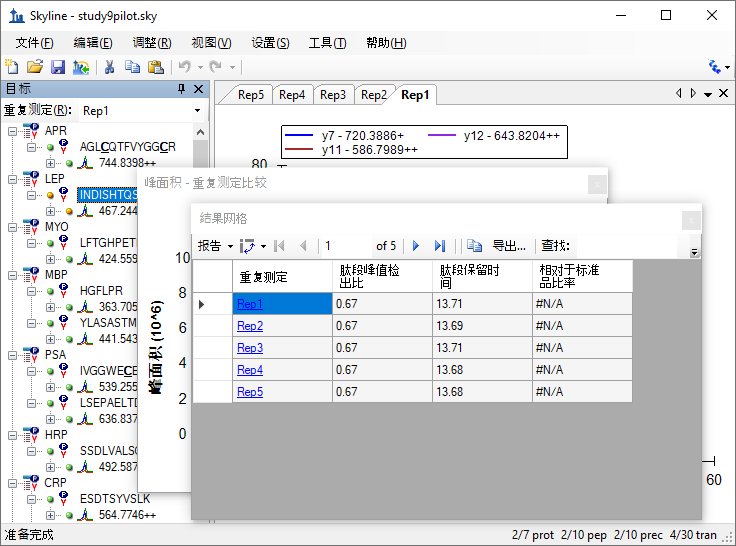 Skyline - study9pilot.sky
文件(F) 编辑(E) 调整(R) 视图(V) 设置(S) 工具(T) 帮助(H)
目标
重复测定(R): Rep1
APR
AGLCQTFVYGGCR
744.8398++
LEP
INDISHTQS
467.244
MYO
LFTGHPET
424.559
MBP
HGFLPR
363.705
YLASASTM
441.543
PSA
IVGGWEC
539.255
LSEPAELT
636.837
HRP
SSDLVALS
492.587
CRP
ESDTSYVSLK
564.7746++
Rep5 Rep4 Rep3 Rep2 Rep1
y7 - 720.3886+ y12 - 643.8204++
y11 - 586.7989++
80
60
峰面积 - 重复测定比较
峰面积 (10^6)
10
8
6
4
2
0
结果网格
报告 1 of 5 导出... 查找:
重复测定 肽段峰值检出比 肽段保留时间 相对于标准品比率
Rep1 0.67 13.71 #N/A
Rep2 0.67 13.69 #N/A
Rep3 0.67 13.71 #N/A
Rep4 0.67 13.68 #N/A
Rep5 0.67 13.68 #N/A
准备完成 2/7 prot 2/10 pep 2/10 prec 4/30 tran